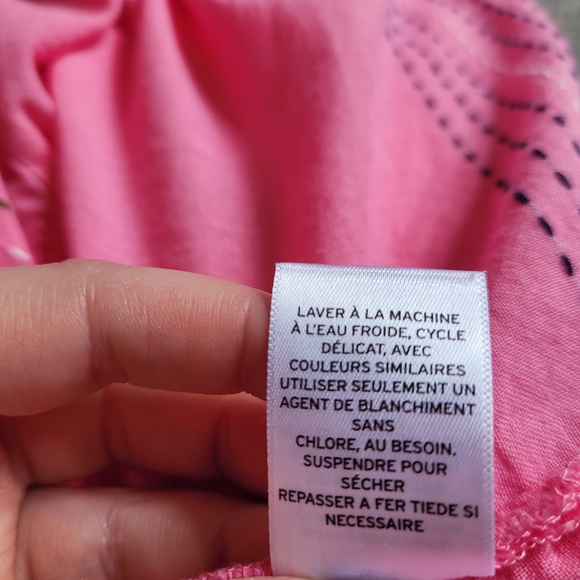 LAVER À LA MACHINE
À L'EAU FROIDE, CYCLE
DÉLICAT, AVEC
COULEURS SIMILAIRES
UTILISER SEULEMENT UN
AGENT DE BLANCHIMENT
SANS
CHLORE, AU BESOIN.
SUSPENDRE POUR
SÉCHER
REPASSER A FER TIEDE SI
NECESSAIRE